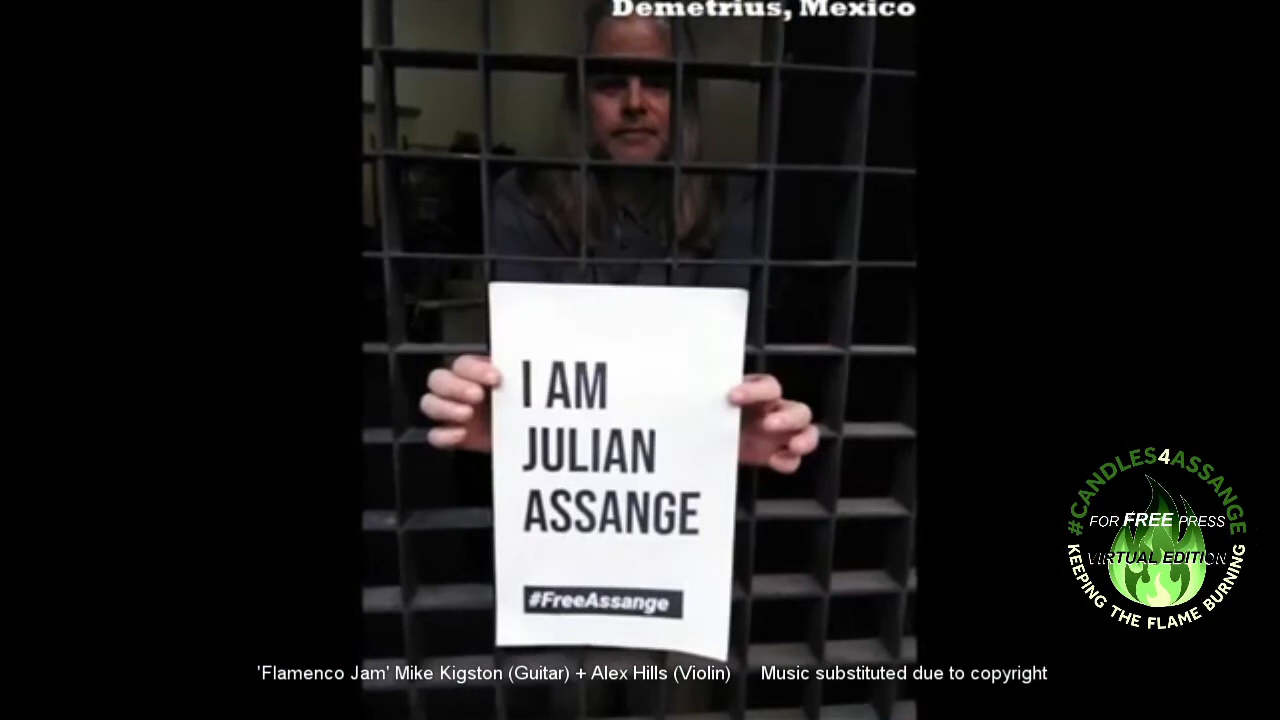 Demetrius, Mexico
I AM
JULIAN
ASSANGE
#FreeAssange
#CANDLES4ASSANGE
FOR FREE PRESS
VIRTUAL EDITION
KEEPING THE FLAME BURNING
'Flamenco Jam' Mike Kigston (Guitar) + Alex Hills (Violin) Music substituted due to copyright